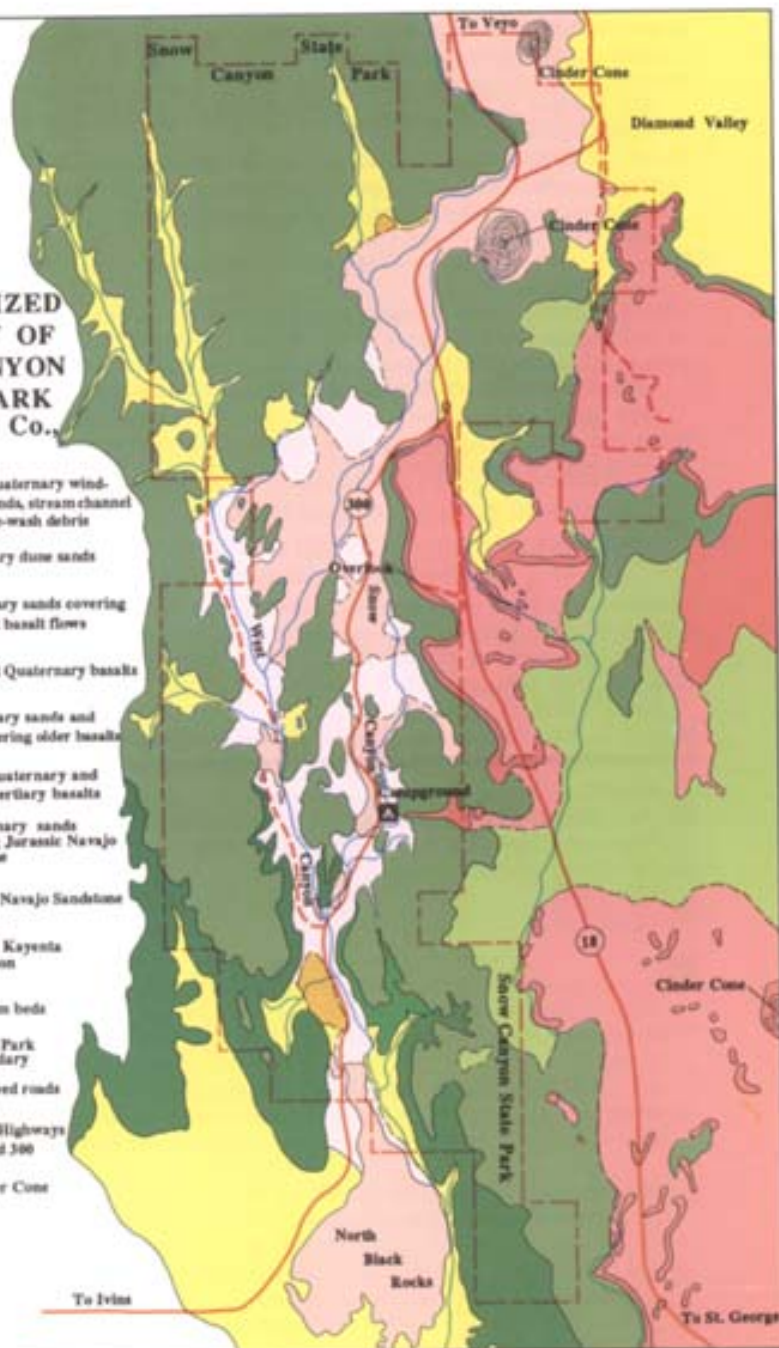 To Veyo
Snow
State
Canyon
Park
Cinder Cone
Diamond Valley
Cinder Cone
IZED
OF
NYON
ARK
Co.,
uaternary wind-
nds, stream channel
e-wash debris
ry dune sands
ary sands covering
basalt flows
Quaternary basalts
ary sands and
ering older basalts
uaternary and
ertiary basalts
nary sands
Jurassic Navajo
Navajo Sandstone
Kayenta
on
m beds
Park
dary
ed roads
Highways
d 300
r Cone
300
Overlook
Snow
Canyon
West
Canyon
ampground
18
Cinder Cone
Snow Canyon State Park
North
Black
Rocks
To Ivins
To St. George